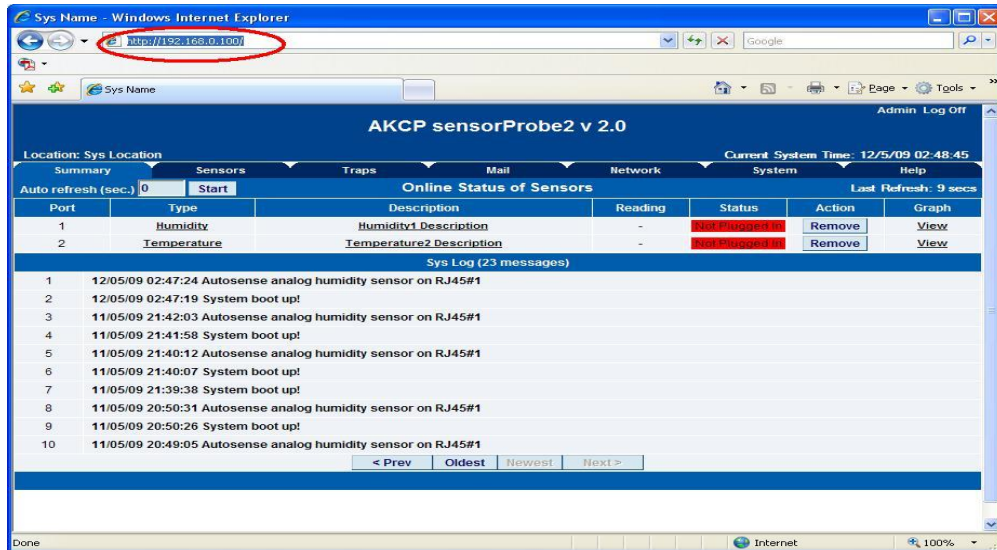 Sys Name - Windows Internet Explorer
http://192.168.0.100/
Google
Sys Name
Page
Tools
Admin Log Off
AKCP sensorProbe2 v 2.0
Location: Sys Location
Current System Time: 12/5/09 02:48:45
Summary Sensors Traps Mail Network System Help
Auto refresh (sec.) 0 Start Online Status of Sensors Last Refresh: 9 secs
Port Type Description Reading Status Action Graph
1 Humidity Humidity1 Description - Not Plugged In Remove View
2 Temperature Temperature2 Description - Not Plugged In Remove View
Sys Log (23 messages)
1 12/05/09 02:47:24 Autosense analog humidity sensor on RJ45#1
2 12/05/09 02:47:19 System boot up!
3 11/05/09 21:42:03 Autosense analog humidity sensor on RJ45#1
4 11/05/09 21:41:58 System boot up!
5 11/05/09 21:40:12 Autosense analog humidity sensor on RJ45#1
6 11/05/09 21:40:07 System boot up!
7 11/05/09 21:39:38 System boot up!
8 11/05/09 20:50:31 Autosense analog humidity sensor on RJ45#1
9 11/05/09 20:50:26 System boot up!
10 11/05/09 20:49:05 Autosense analog humidity sensor on RJ45#1
< Prev Oldest Newest Next >
Done Internet 100%